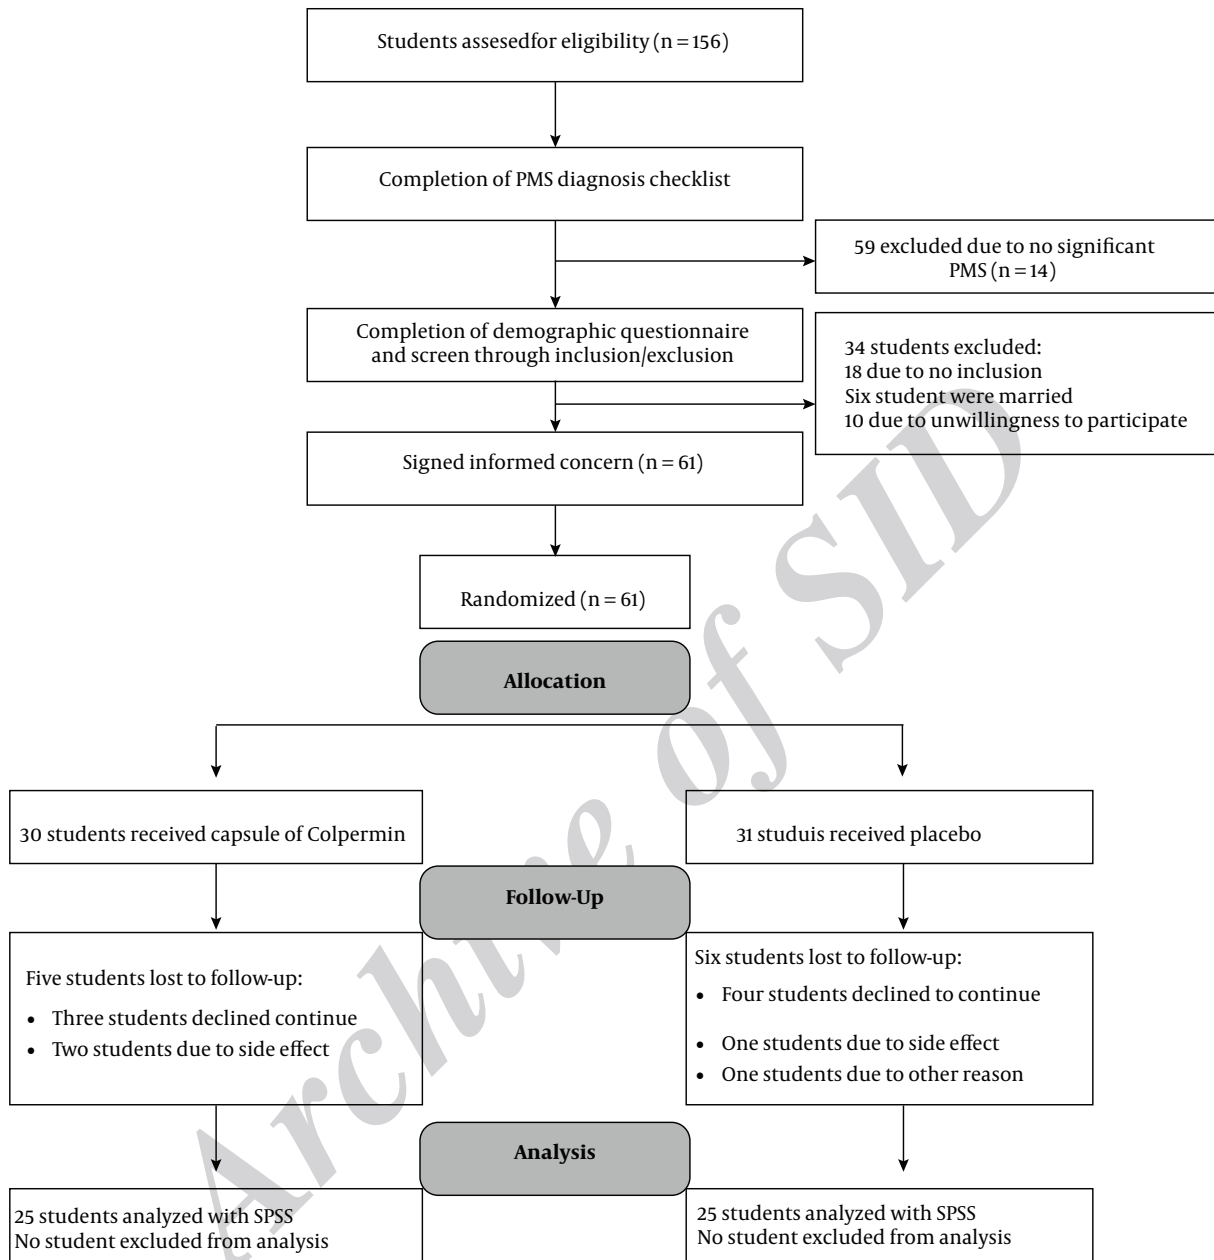 Students assesedfor eligibility (n = 156)
Completion of PMS diagnosis checklist
59 excluded due to no significant
PMS (n = 14)
Completion of demographic questionnaire
and screen through inclusion/exclusion
34 students excluded:
18 due to no inclusion
Six student were married
10 due to unwillingness to participate
Signed informed concern (n = 61)
Randomized (n = 61)
Allocation
30 students received capsule of Colpermin
31 studuis received placebo
Follow-Up
Five students lost to follow-up:
• Three students declined continue
• Two students due to side effect
Six students lost to follow-up:
• Four students declined to continue
• One students due to side effect
• One students due to other reason
Analysis
25 students analyzed with SPSS
No student excluded from analysis
25 students analyzed with SPSS
No student excluded from analysis
Archive of SID